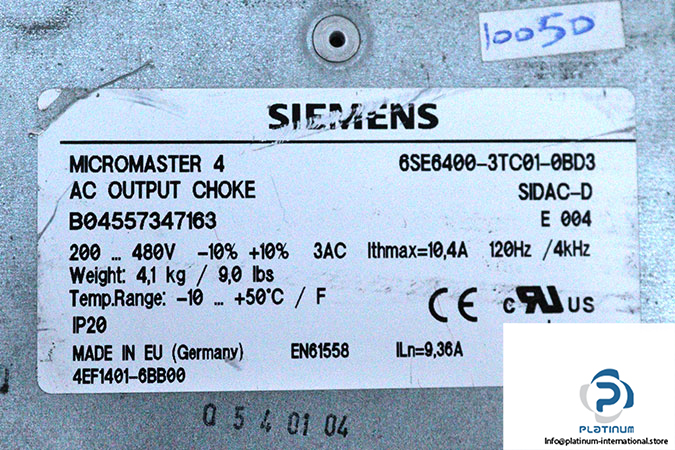 10050
SIEMENS
MICROMASTER 4 6SE6400-3TC01-0BD3
AC OUTPUT CHOKE SIDAC-D
B04557347163 E 004
200 ... 480V -10% +10% 3AC Ithmax=10,4A 120Hz /4kHz
Weight: 4,1 kg / 9,0 lbs
Temp.Range: -10 ... +50°C / F
IP20 CE c RU US
MADE IN EU (Germany) EN61558 ILn=9,36A
4EF1401-6BB00
Q 5 4 01 04
PLATINUM
Info@platinum-international.store